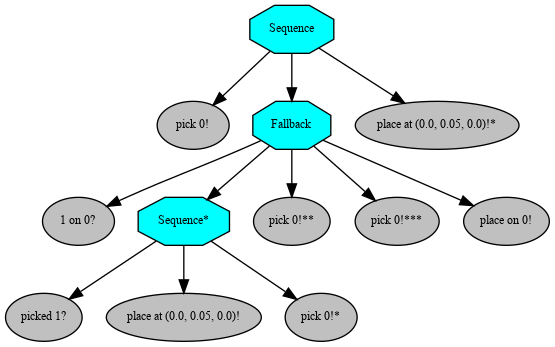 Sequence
pick 0!
Fallback
place at (0.0, 0.05, 0.0)!*
1 on 0?
Sequence*
pick 0!**
pick 0!***
place on 0!
picked 1?
place at (0.0, 0.05, 0.0)!
pick 0!*